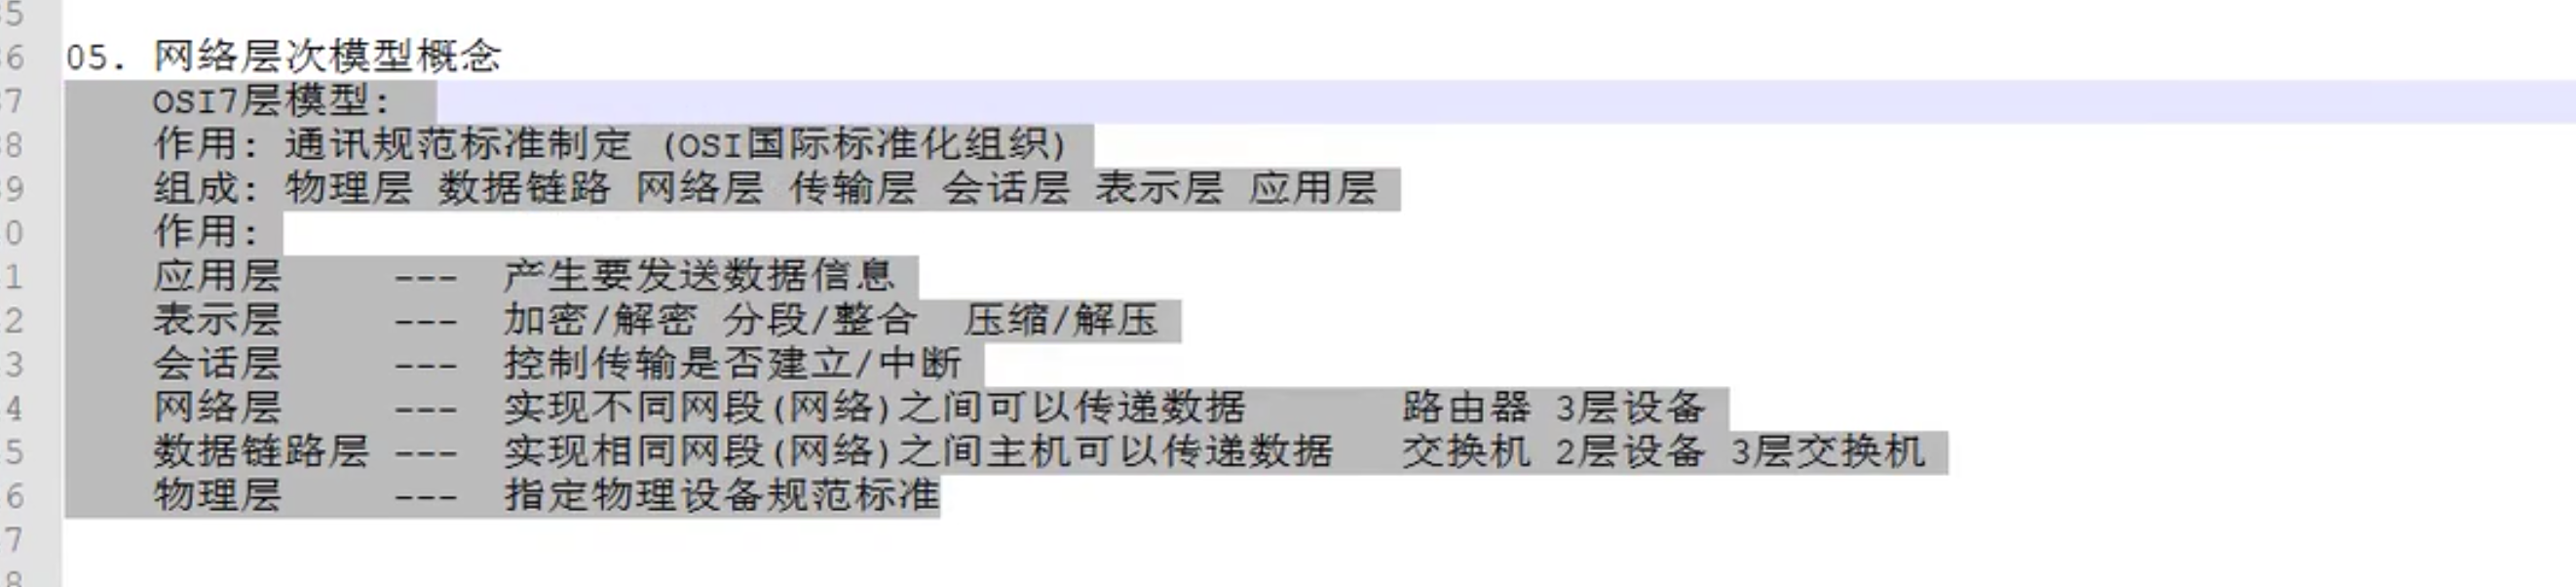 5
6 05. 网络层次模型概念
7 OSI7层模型:
8 作用: 通讯规范标准制定 (OSI国际标准化组织)
9 组成: 物理层 数据链路 网络层 传输层 会话层 表示层 应用层
0 作用:
1 应用层 --- 产生要发送数据信息
2 表示层 --- 加密/解密 分段/整合 压缩/解压
3 会话层 --- 控制传输是否建立/中断
4 网络层 --- 实现不同网段(网络)之间可以传递数据 路由器 3层设备
5 数据链路层 --- 实现相同网段(网络)之间主机可以传递数据 交换机 2层设备 3层交换机
6 物理层 --- 指定物理设备规范标准
7
8